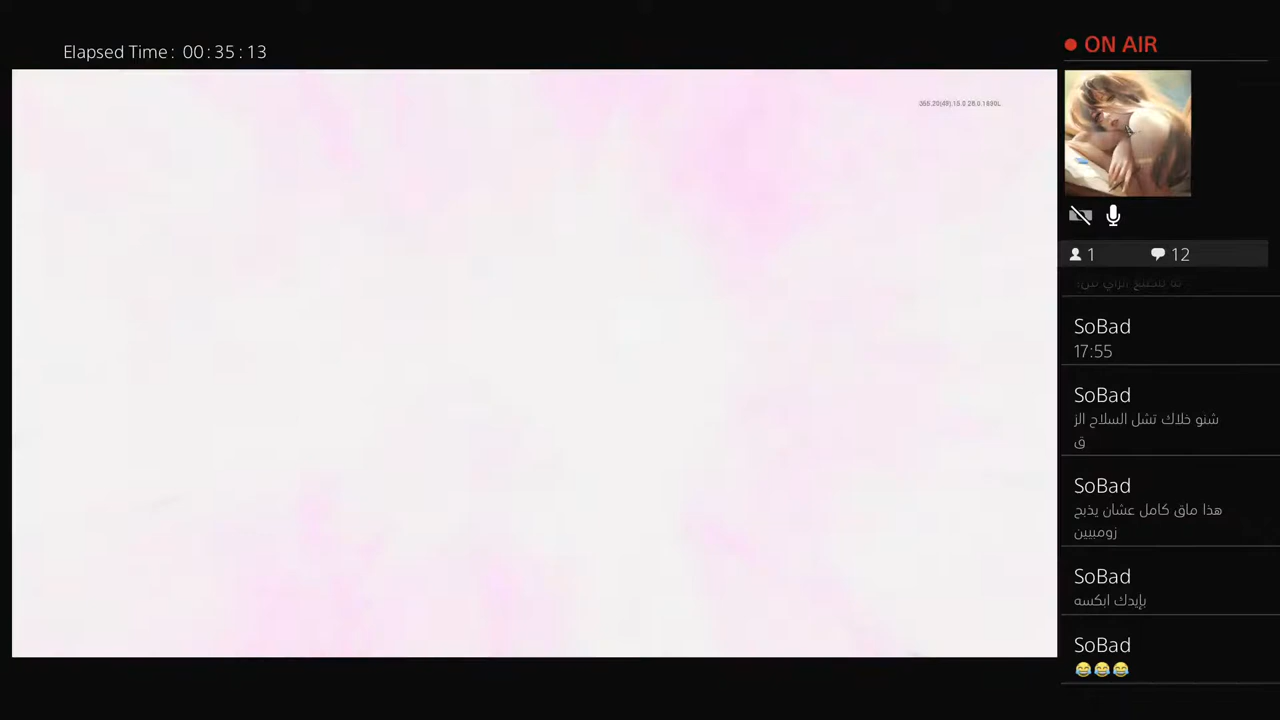 Elapsed Time: 00:35:13
ON AIR
1
12
SoBad
17:55
SoBad
شنو خلاك تشل السلاح الز
ق
SoBad
هذا ماق كامل عشان يذبح
زومبيين
SoBad
بإيدك ابكسه
SoBad
😂😂😂